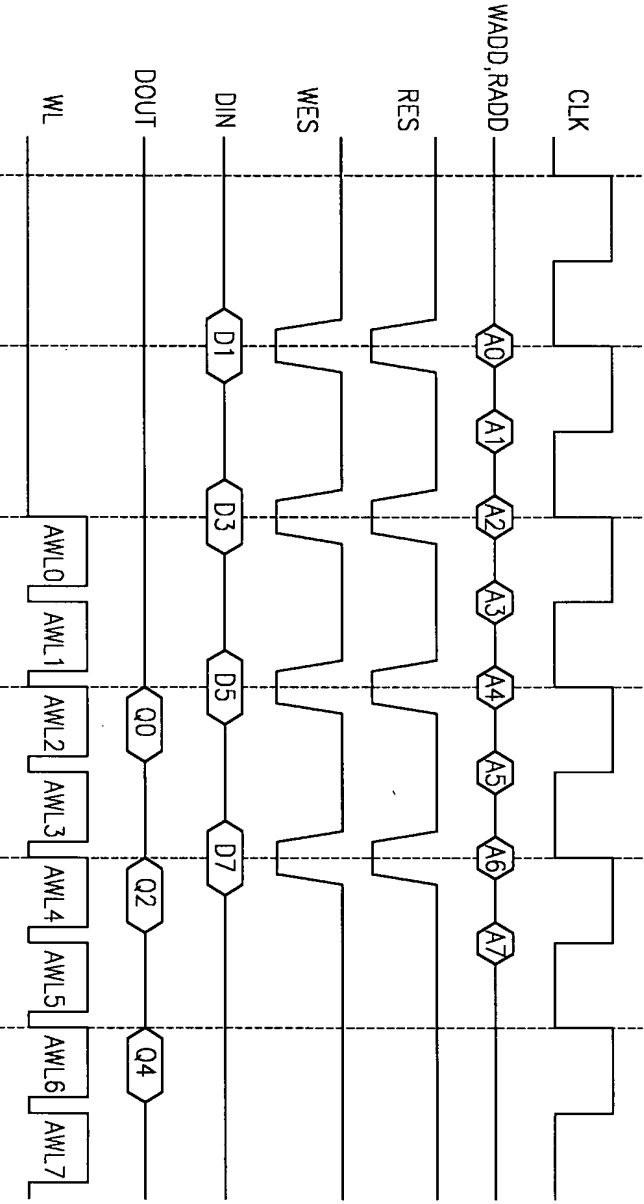 CLK
WADD,RADD
A0 A1 A2 A3 A4 A5 A6 A7
RES
WES
DIN
D1 D3 D5 D7
DOUT
Q0 Q2 Q4
WL
AWL0 AWL1 AWL2 AWL3 AWL4 AWL5 AWL6 AWL7